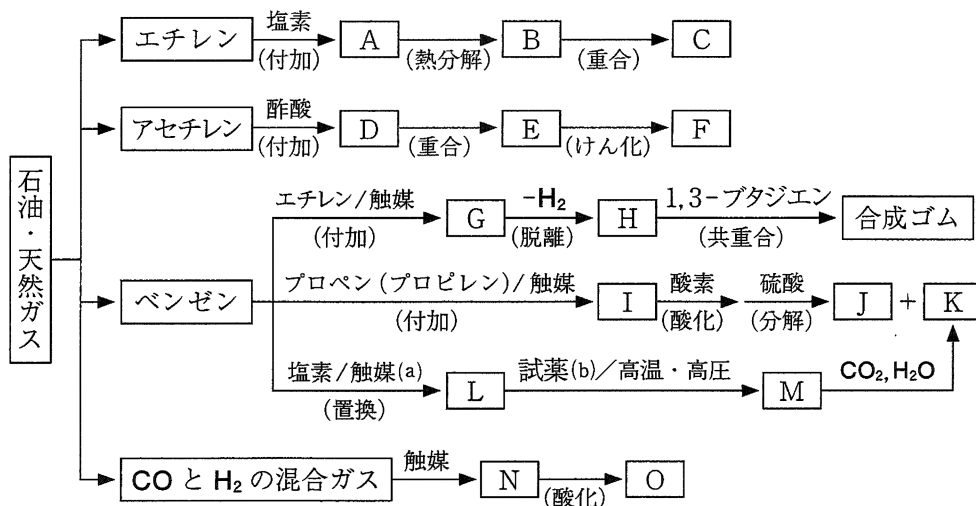 エチレン 塩素 (付加) A (熱分解) B (重合) C
アセチレン 酢酸 (付加) D (重合) E (けん化) F
石油・天然ガス
ベンゼン
エチレン/触媒 (付加) G −H₂ (脱離) H 1,3−ブタジエン (共重合) 合成ゴム
プロペン(プロピレン)/触媒 (付加) I 酸素 (酸化) 硫酸 (分解) J + K
塩素/触媒(a) (置換) L 試薬(b)/高温・高圧 M CO₂, H₂O
COとH₂の混合ガス 触媒 N (酸化) O